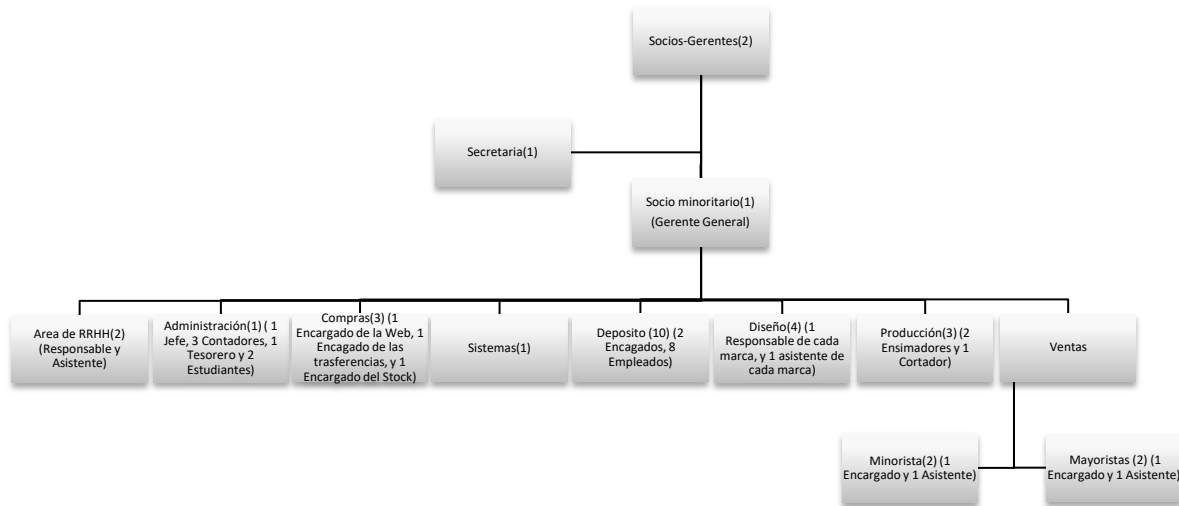 Socios-Gerentes(2)
Secretaria(1)
Socio minoritario(1)
(Gerente General)
Area de RRHH(2)
(Responsable y
Asistente)
Administración(1) ( 1
Jefe, 3 Contadores, 1
Tesorero y 2
Estudiantes)
Compras(3) (1
Encargado de la Web, 1
Encagado de las
trasferencias, y 1
Encargado del Stock)
Sistemas(1)
Deposito (10) (2
Encagados, 8
Empleados)
Diseño(4) (1
Responsable de cada
marca, y 1 asistente de
cada marca)
Producción(3) (2
Ensimadores y 1
Cortador)
Ventas
Minorista(2) (1
Encargado y 1 Asistente)
Mayoristas (2) (1
Encargado y 1 Asistente)